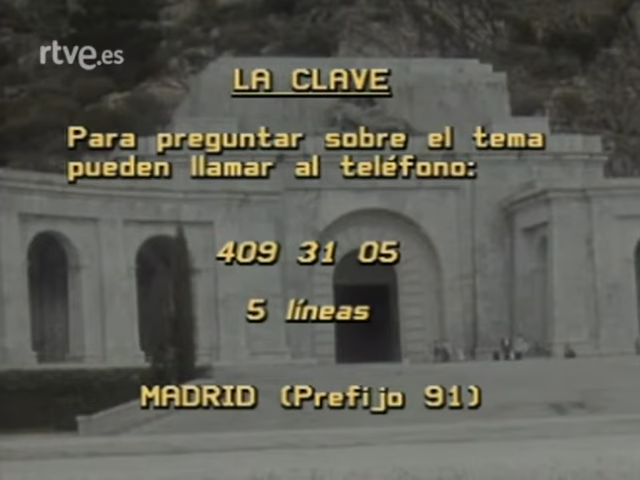 rtve.es
LA CLAVE
Para preguntar sobre el tema
pueden llamar al teléfono:
409 31 05
5 líneas
MADRID (Prefijo 91)